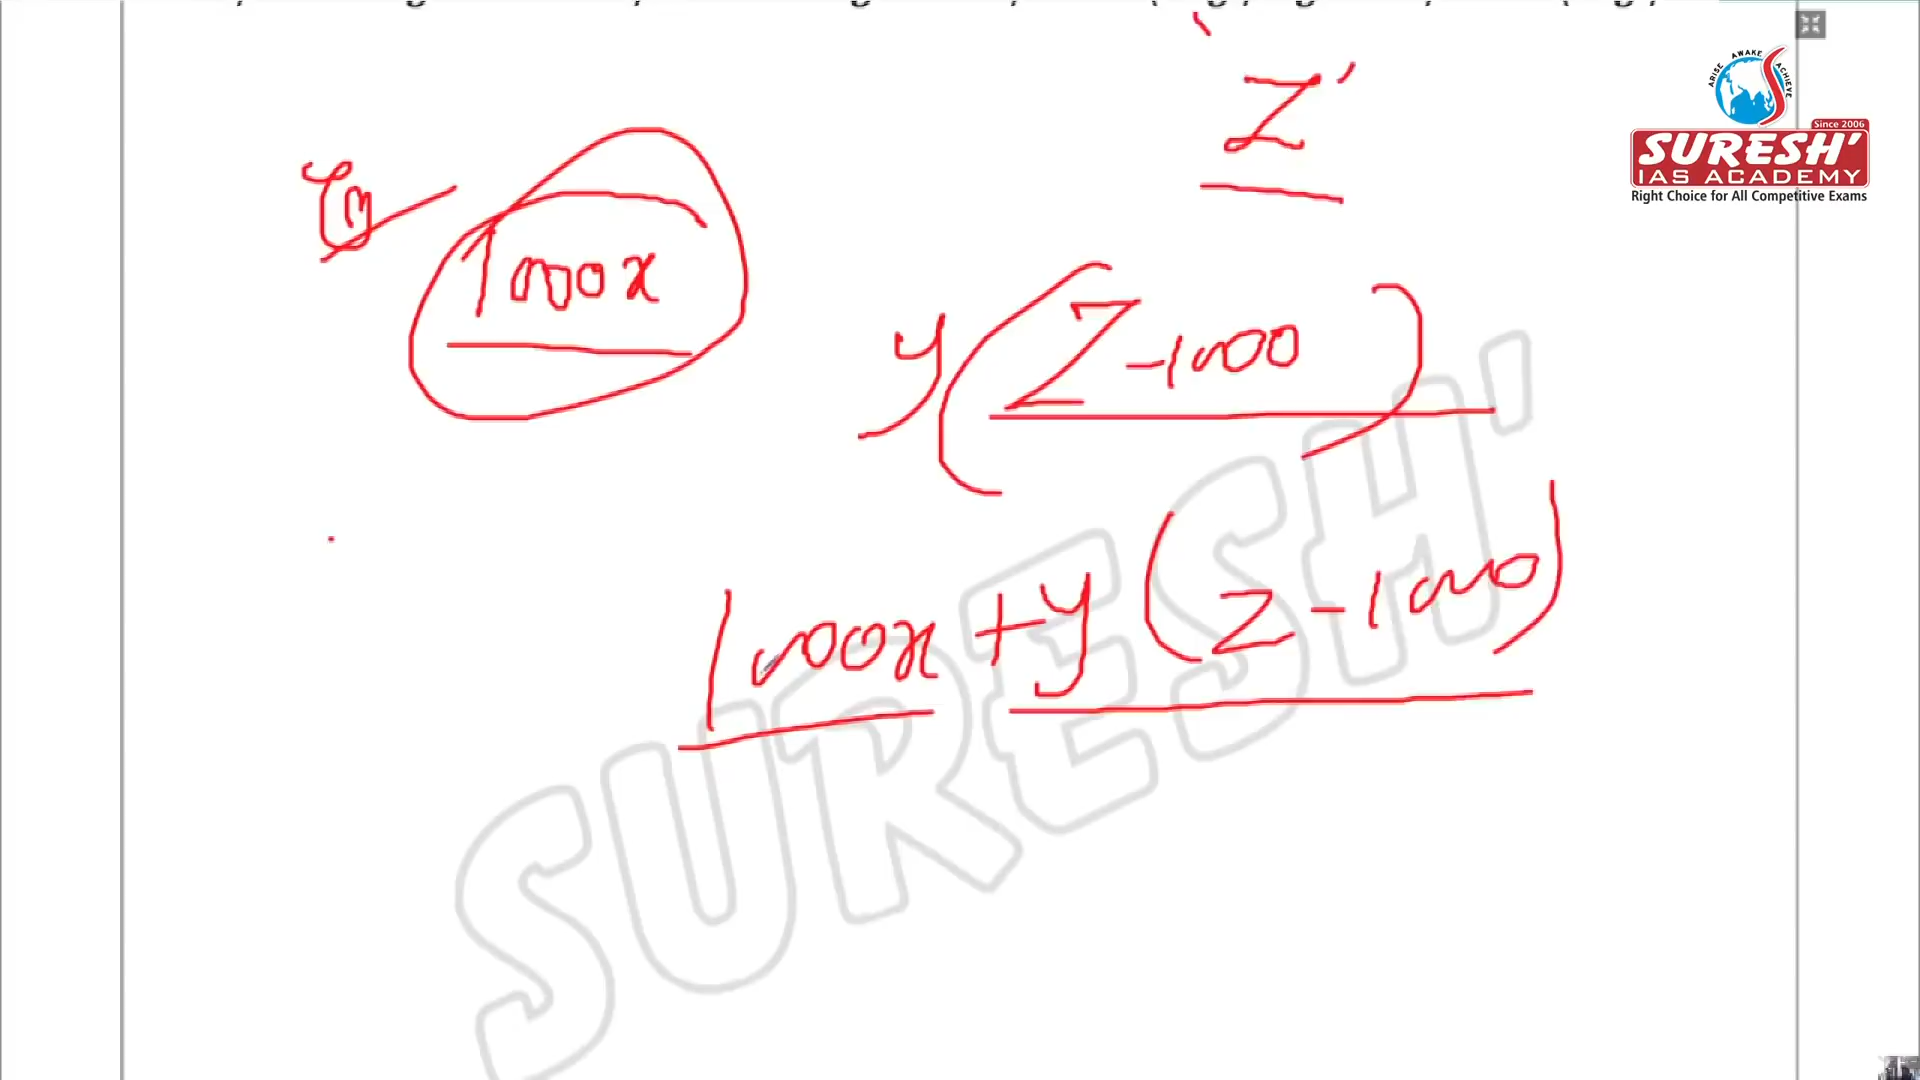 Z'
ARISE AWAKE ACHIEVE
Since 2006
SURESH'
IAS ACADEMY
Right Choice for All Competitive Exams
1000x
y(Z-1000)
1000x+y(z-1000)
SURESH'